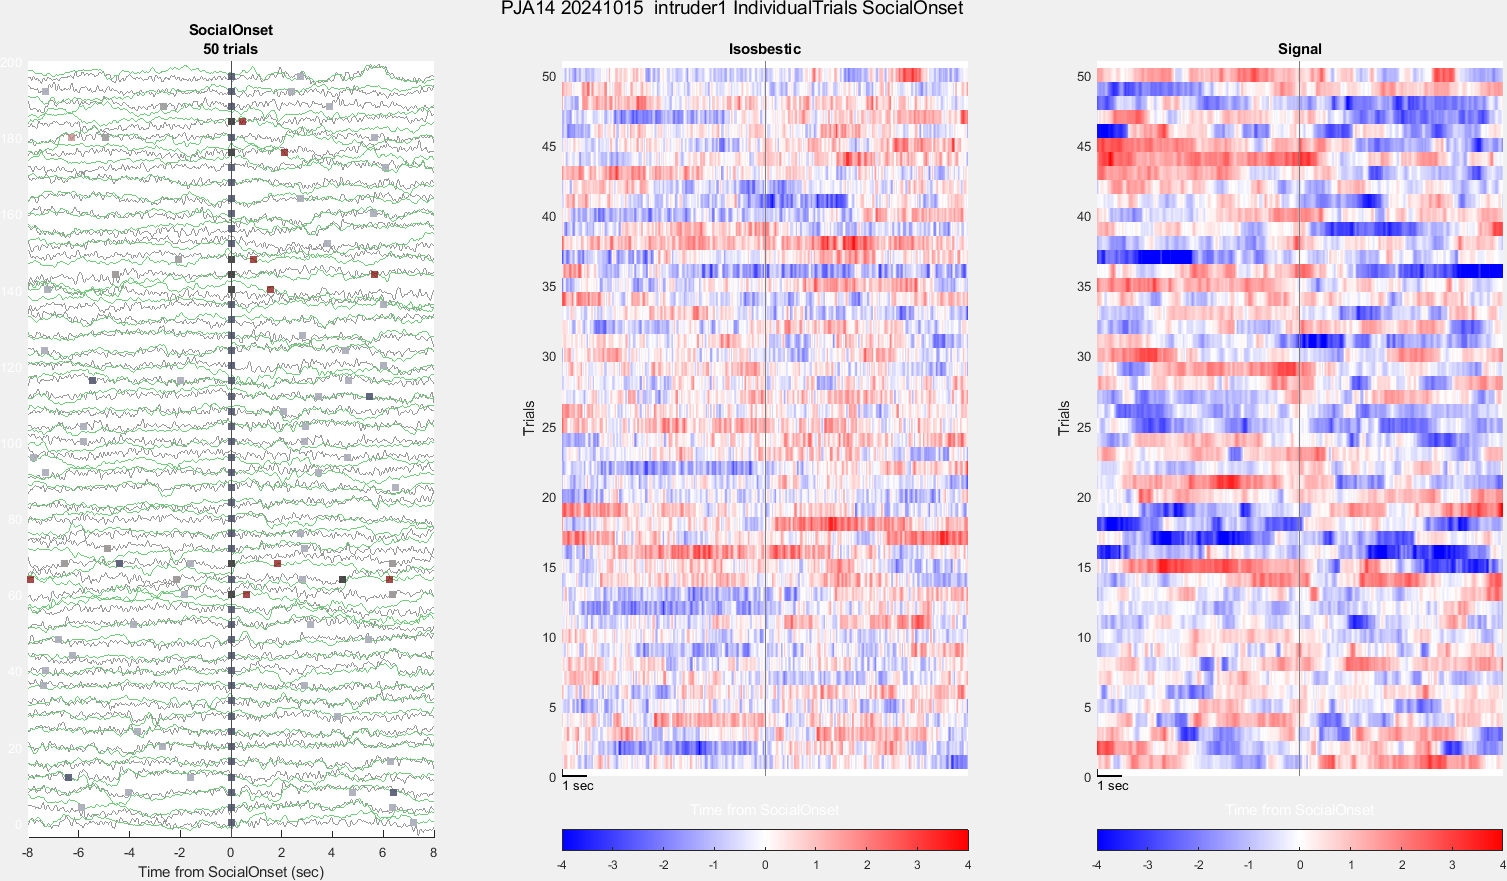 PJA14 20241015  intruder1 IndividualTrials SocialOnset
SocialOnset
50 trials
200
180
160
140
120
100
80
60
40
20
0
-8 -6 -4 -2 0 2 4 6 8
Time from SocialOnset (sec)
Isosbestic
50
45
40
35
30
25
20
15
10
5
0
Trials
1 sec
Time from SocialOnset
-4 -3 -2 -1 0 1 2 3 4
Signal
50
45
40
35
30
25
20
15
10
5
0
Trials
1 sec
Time from SocialOnset
-4 -3 -2 -1 0 1 2 3 4